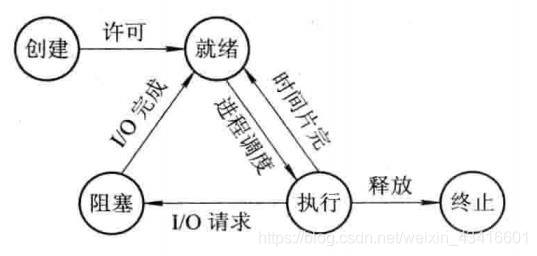 创建
许可
就绪
I/O 完成
进程调度
时间片完
阻塞
I/O 请求
执行
释放
终止
https://blog.csdn.net/weixin_43416601